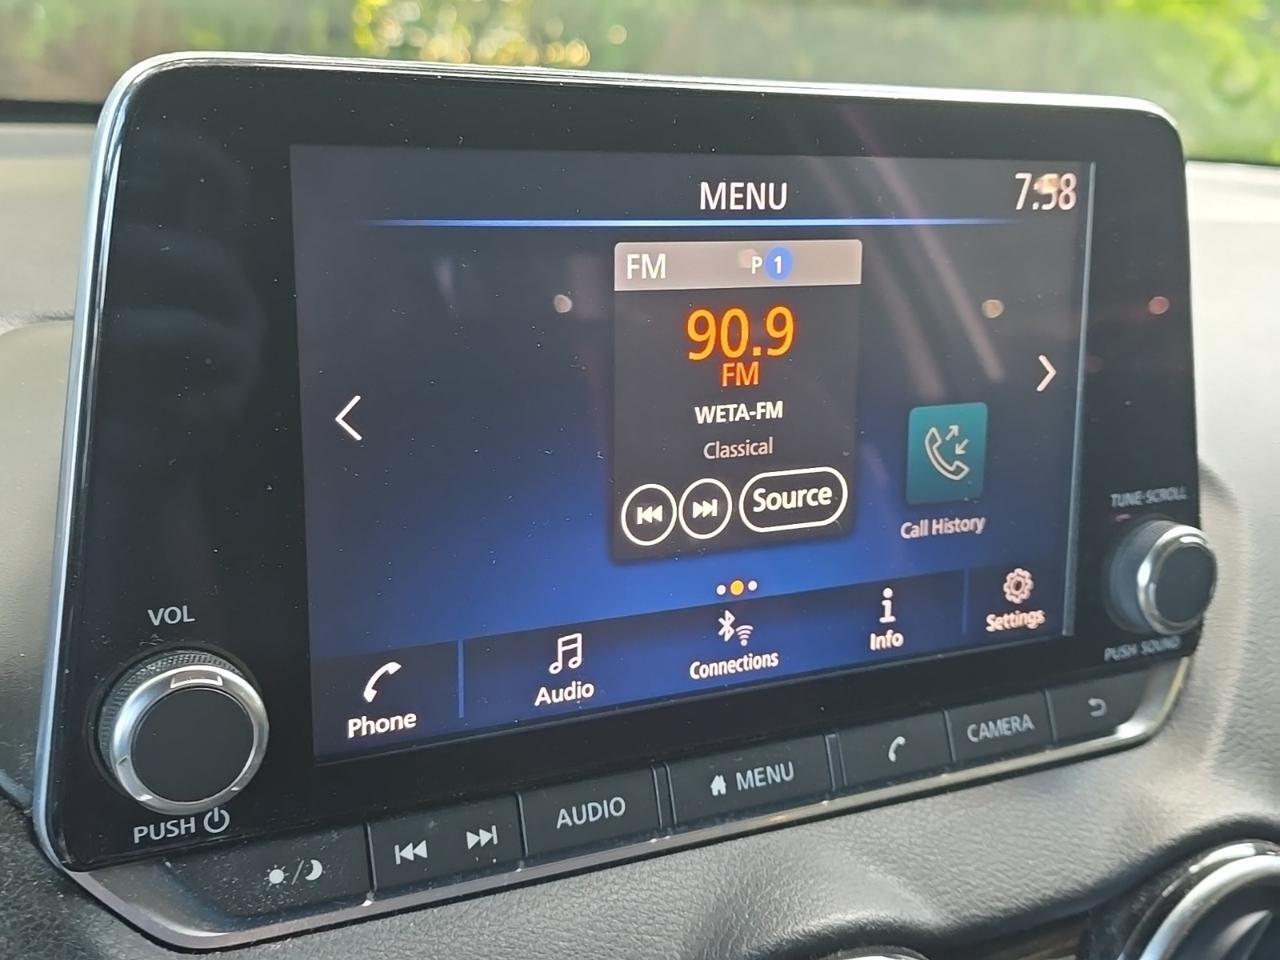 MENU
7:58
FM P 1
90.9
FM
WETA-FM
Classical
Source
Call History
Phone
Audio
Connections
Info
Settings
VOL
PUSH
TUNE·SCROLL
PUSH SOUND
AUDIO
MENU
CAMERA